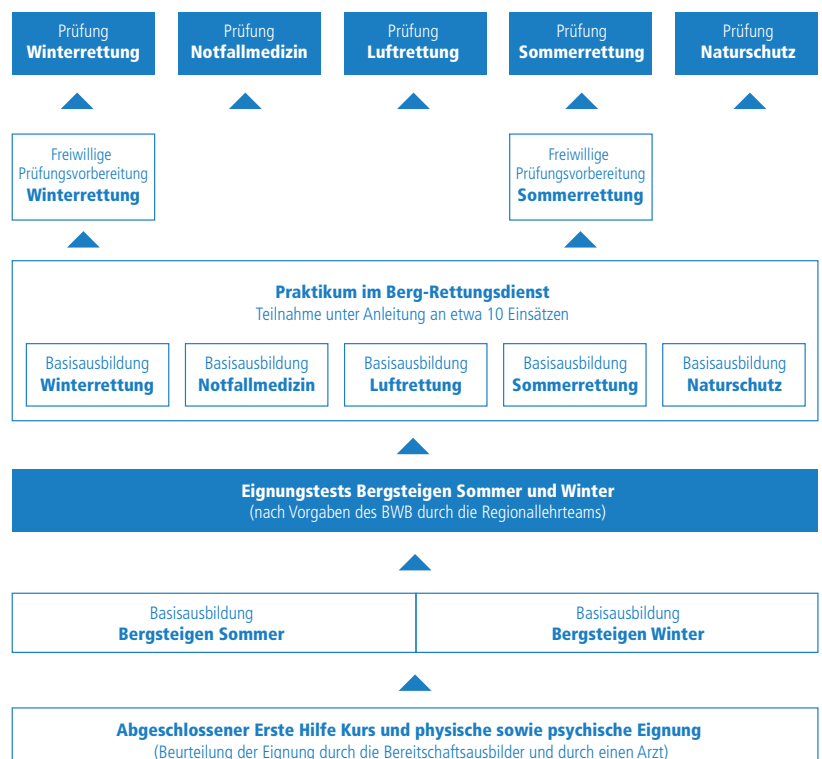 Prüfung
Winterrettung
Prüfung
Notfallmedizin
Prüfung
Luftrettung
Prüfung
Sommerrettung
Prüfung
Naturschutz
Freiwillige
Prüfungsvorbereitung
Winterrettung
Freiwillige
Prüfungsvorbereitung
Sommerrettung
Praktikum im Berg-Rettungsdienst
Teilnahme unter Anleitung an etwa 10 Einsätzen
Basisausbildung
Winterrettung
Basisausbildung
Notfallmedizin
Basisausbildung
Luftrettung
Basisausbildung
Sommerrettung
Basisausbildung
Naturschutz
Eignungstests Bergsteigen Sommer und Winter
(nach Vorgaben des BWB durch die Regionallehrteams)
Basisausbildung
Bergsteigen Sommer
Basisausbildung
Bergsteigen Winter
Abgeschlossener Erste Hilfe Kurs und physische sowie psychische Eignung
(Beurteilung der Eignung durch die Bereitschaftsausbilder und durch einen Arzt)